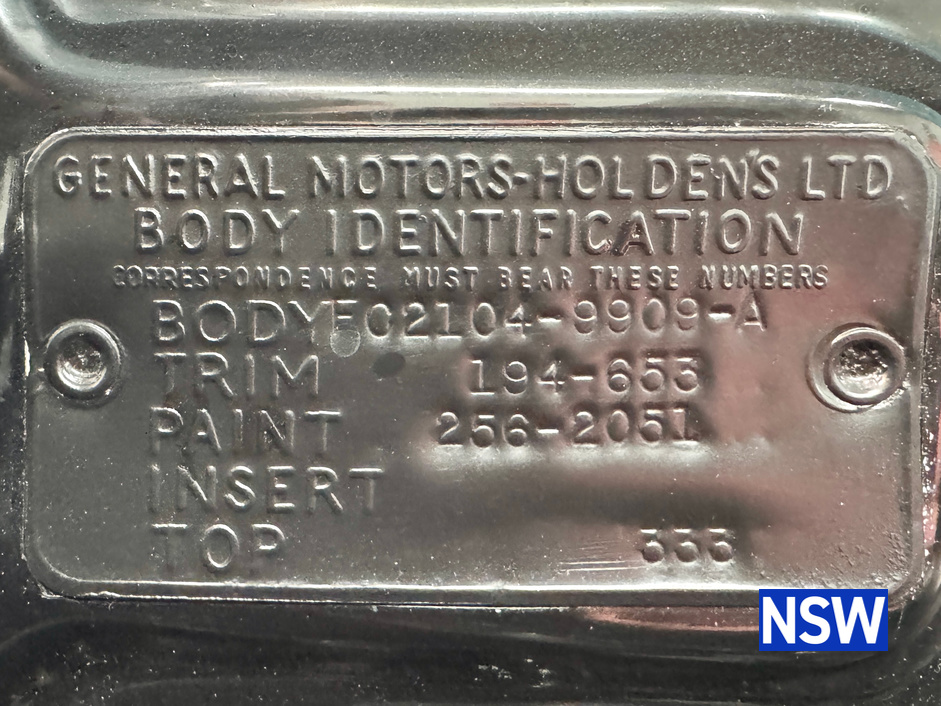 GENERAL MOTORS-HOLDEN'S LTD
BODY IDENTIFICATION
CORRESPONDENCE MUST BEAR THESE NUMBERS
BODY FC2104-9909-A
TRIM 194-653
PAINT 256-2051
INSERT
TOP 333
NSW